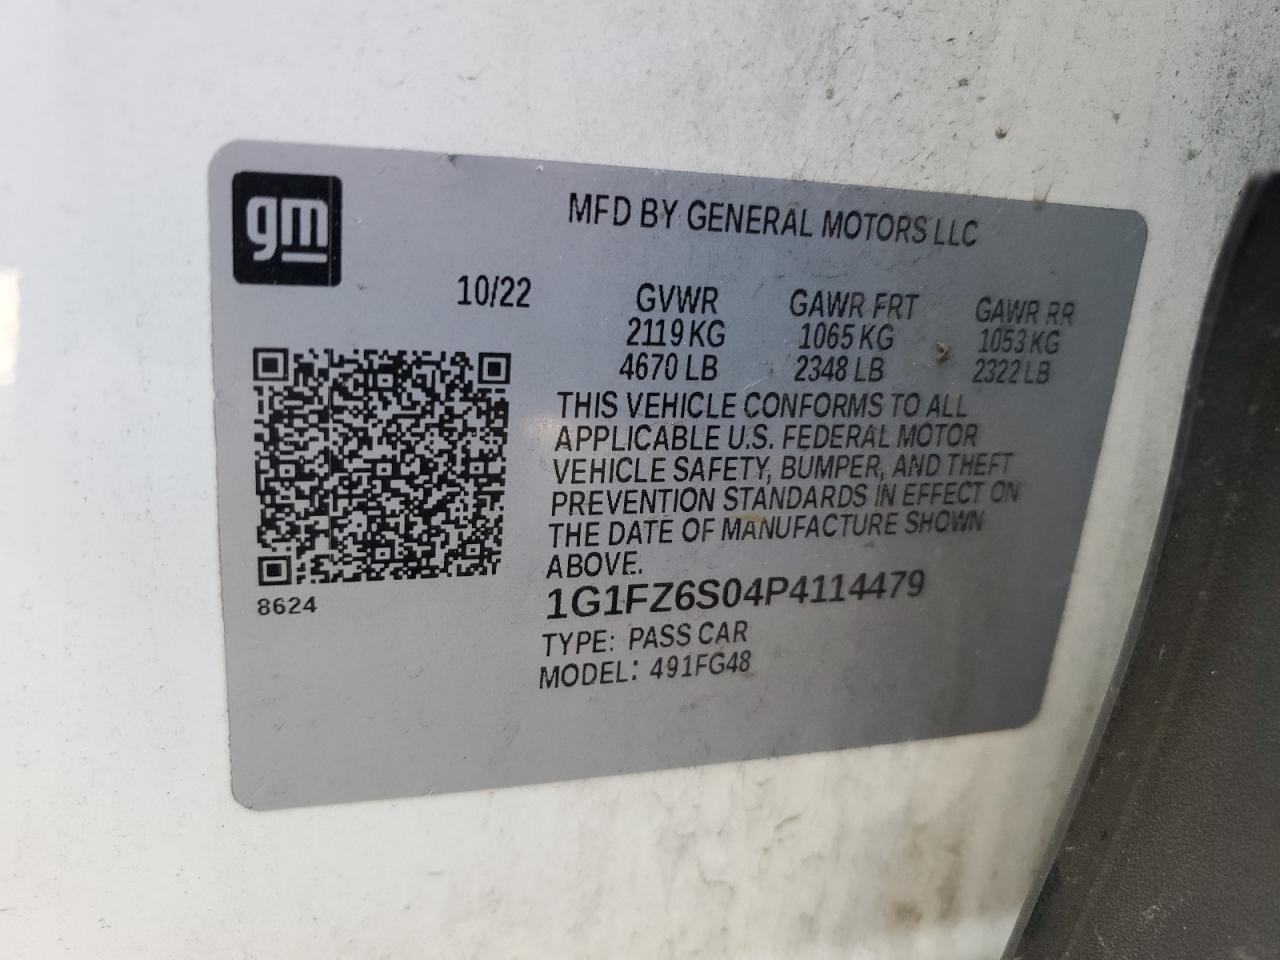 gm
MFD BY GENERAL MOTORS LLC
10/22
GVWR GAWR FRT GAWR RR
2119 KG 1065 KG 1053 KG
4670 LB 2348 LB 2322 LB
THIS VEHICLE CONFORMS TO ALL
APPLICABLE U.S. FEDERAL MOTOR
VEHICLE SAFETY, BUMPER, AND THEFT
PREVENTION STANDARDS IN EFFECT ON
THE DATE OF MANUFACTURE SHOWN
ABOVE.
8624
1G1FZ6S04P4114479
TYPE: PASS CAR
MODEL: 491FG48